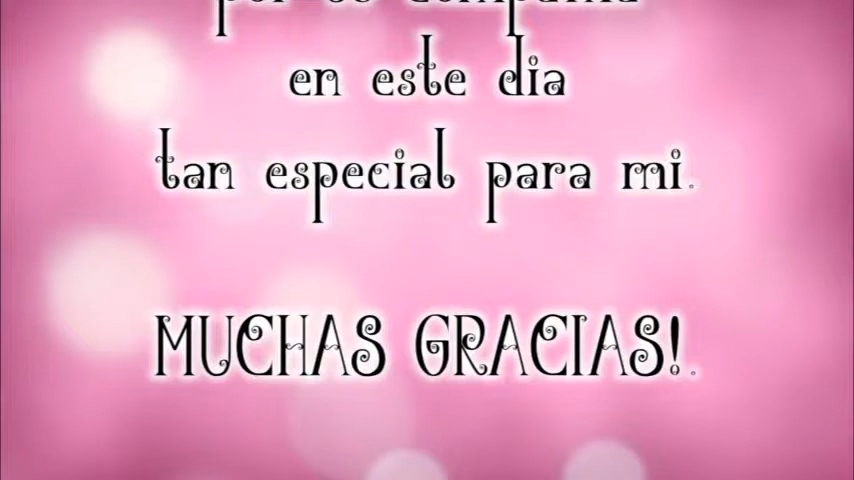 en este dia
tan especial para mi.
MUCHAS GRACIAS!.